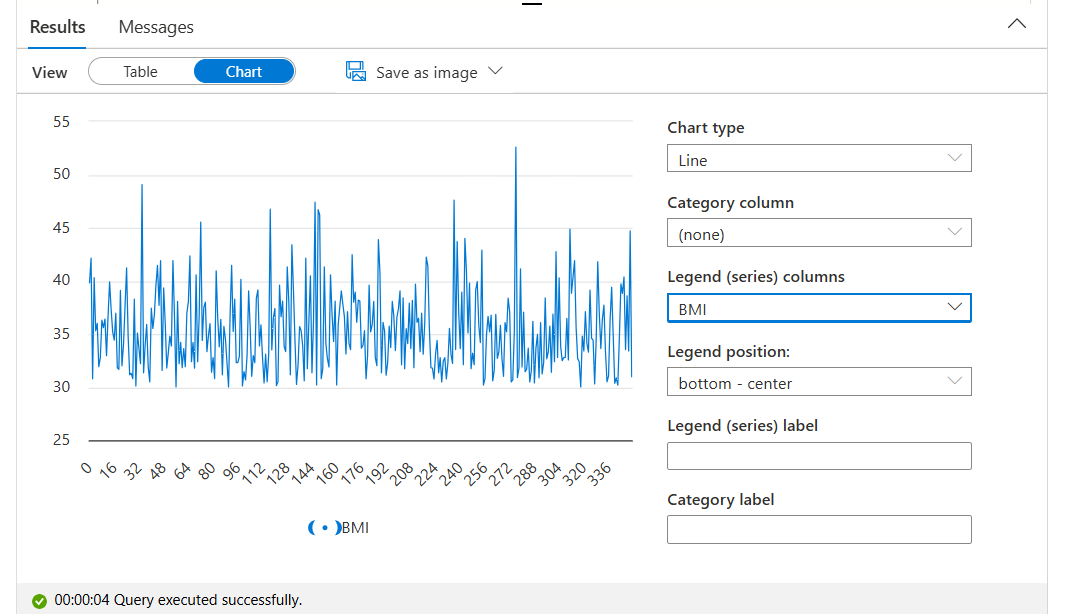 Results Messages
View Table Chart Save as image
55
50
45
40
35
30
25
0 16 32 48 64 80 96 112 128 144 160 176 192 208 224 240 256 272 288 304 320 336
BMI
Chart type
Line
Category column
(none)
Legend (series) columns
BMI
Legend position:
bottom - center
Legend (series) label
Category label
00:00:04 Query executed successfully.